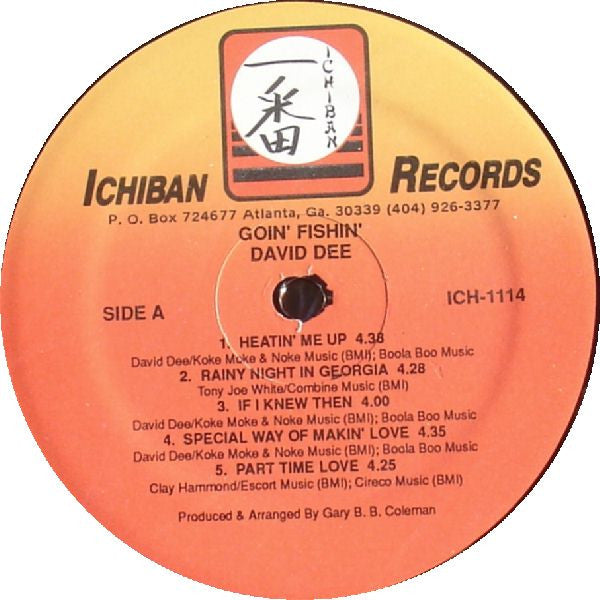 一番
ICHIBAN
ICHIBAN RECORDS
P. O. Box 724677 Atlanta, Ga. 30339 (404) 926-3377
GOIN' FISHIN'
DAVID DEE
SIDE A
ICH-1114
1. HEATIN' ME UP 4.38
David Dee/Koke Moke & Noke Music (BMI); Boola Boo Music
2. RAINY NIGHT IN GEORGIA 4.28
Tony Joe White/Combine Music (BMI)
3. IF I KNEW THEN 4.00
David Dee/Koke Moke & Noke Music (BMI); Boola Boo Music
4. SPECIAL WAY OF MAKIN' LOVE 4.35
David Dee/Koke Moke & Noke Music (BMI); Boola Boo Music
5. PART TIME LOVE 4.25
Clay Hammond/Escort Music (BMI); Cireco Music (BMI)
Produced & Arranged By Gary B. B. Coleman